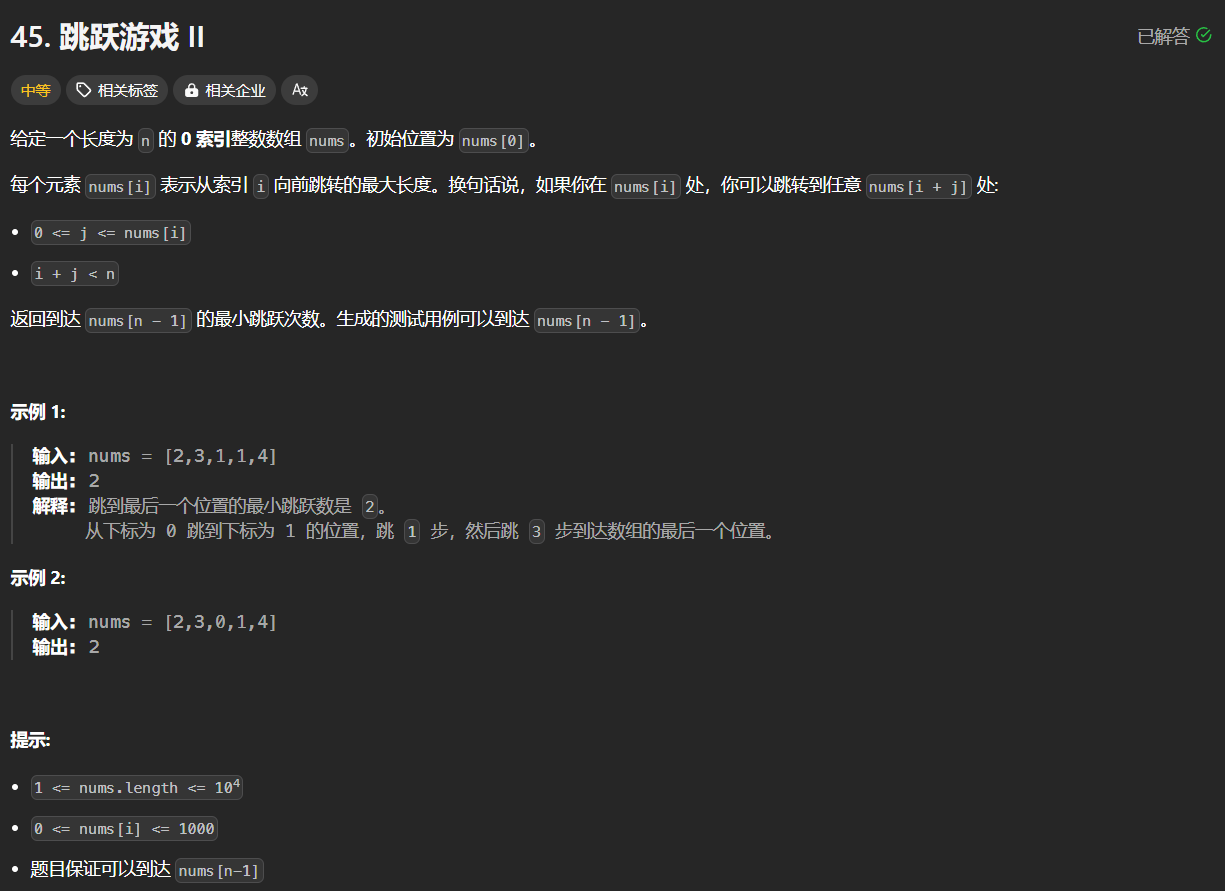 45. 跳跃游戏 II
已解答
中等 相关标签 相关企业 Az
给定一个长度为 n 的 0 索引整数数组 nums。初始位置为 nums[0]。
每个元素 nums[i] 表示从索引 i 向前跳转的最大长度。换句话说，如果你在 nums[i] 处，你可以跳转到任意 nums[i + j] 处:
• 0 <= j <= nums[i]
• i + j < n
返回到达 nums[n - 1] 的最小跳跃次数。生成的测试用例可以到达 nums[n - 1]。
示例 1:
输入: nums = [2,3,1,1,4]
输出: 2
解释: 跳到最后一个位置的最小跳跃数是 2。
从下标为 0 跳到下标为 1 的位置，跳 1 步，然后跳 3 步到达数组的最后一个位置。
示例 2:
输入: nums = [2,3,0,1,4]
输出: 2
提示:
• 1 <= nums.length <= 10⁴
• 0 <= nums[i] <= 1000
• 题目保证可以到达 nums[n-1]